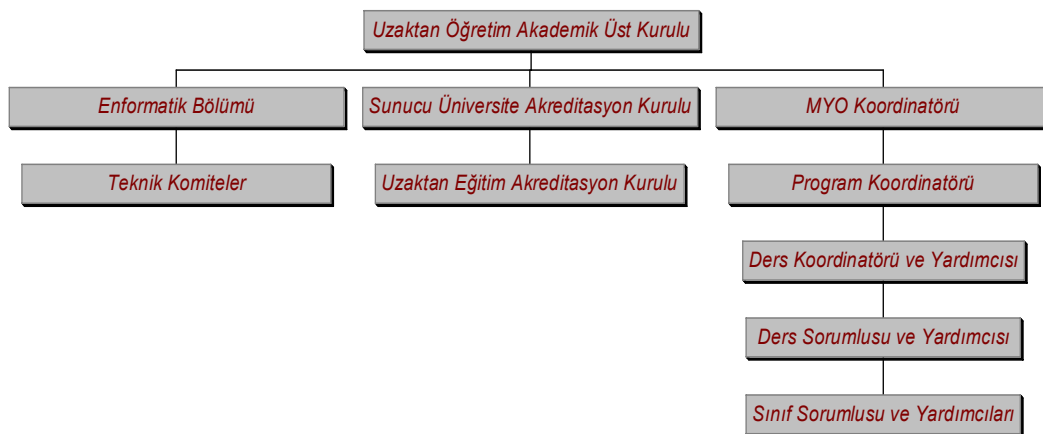 Uzaktan Öğretim Akademik Üst Kurulu
Enformatik Bölümü
Sunucu Üniversite Akreditasyon Kurulu
MYO Koordinatörü
Teknik Komiteler
Uzaktan Eğitim Akreditasyon Kurulu
Program Koordinatörü
Ders Koordinatörü ve Yardımcısı
Ders Sorumlusu ve Yardımcısı
Sınıf Sorumlusu ve Yardımcıları